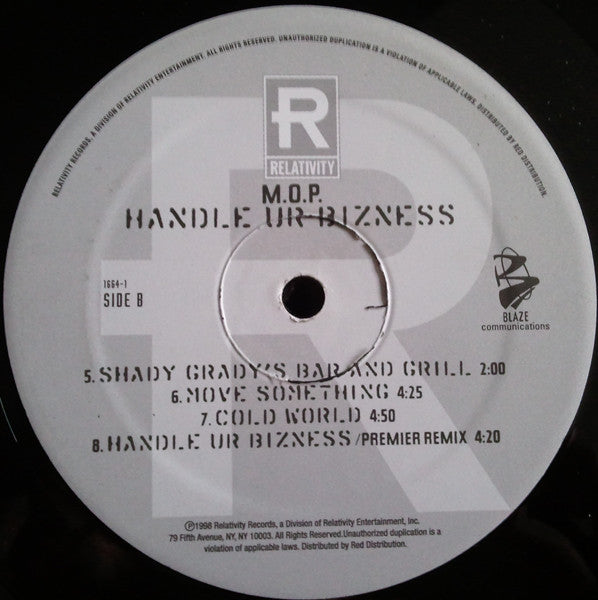 RELATIVITY RECORDS, A DIVISION OF RELATIVITY ENTERTAINMENT. ALL RIGHTS RESERVED. UNAUTHORIZED DUPLICATION IS A VIOLATION OF APPLICABLE LAWS. DISTRIBUTED BY RED DISTRIBUTION.
R
RELATIVITY
M.O.P.
HANDLE UR BIZNESS
1664-1
SIDE B
BLAZE
communications
5. SHADY GRADY'S BAR AND GRILL 2:00
6. MOVE SOMETHING 4:25
7. COLD WORLD 4:50
8. HANDLE UR BIZNESS /PREMIER REMIX 4:20
℗1998 Relativity Records, a Division of Relativity Entertainment, Inc.
79 Fifth Avenue, NY, NY 10003. All Rights Reserved.Unauthorized duplication is a
violation of applicable laws. Distributed by Red Distribution.